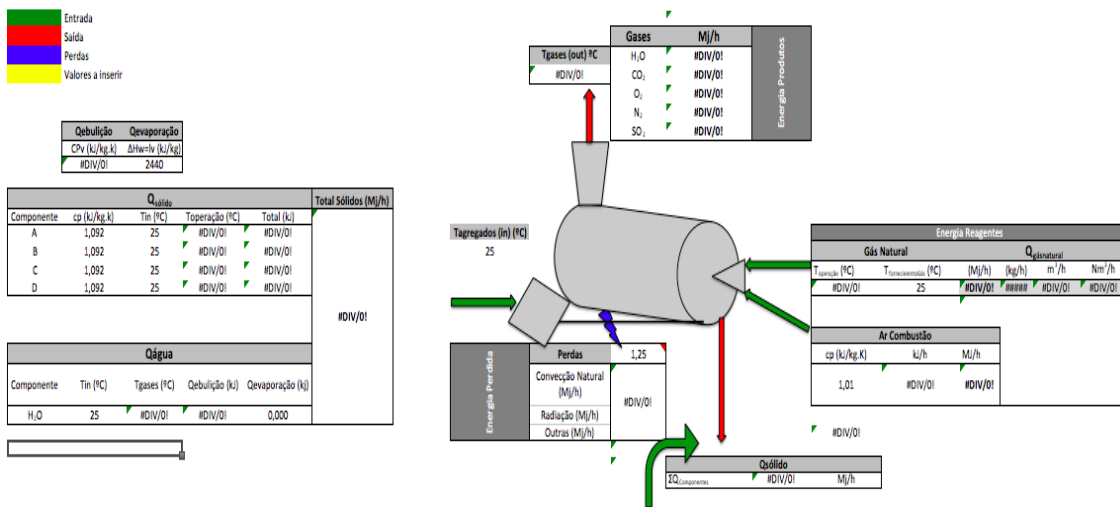 Entrada
Saida
Perdas
Valores a inserir
Qebulição Qevaporação
CPv (kJ/kg.k) ΔHw=lv (kJ/kg)
#DIV/0! 2440
Qsólido Total Sólidos (Mj/h)
Componente cp (kJ/kg.k) Tin (ºC) Toperação (ºC) Total (kJ)
A 1,092 25 #DIV/0! #DIV/0!
B 1,092 25 #DIV/0! #DIV/0!
C 1,092 25 #DIV/0! #DIV/0!
D 1,092 25 #DIV/0! #DIV/0!
#DIV/0!
Qágua
Componente Tin (ºC) Tgases (ºC) Qebulição (kJ) Qevaporação (kj)
H₂O 25 #DIV/0! #DIV/0! 0,000
Tgases (out) ºC
#DIV/0!
Gases Mj/h
H₂O #DIV/0!
CO₂ #DIV/0!
O₂ #DIV/0!
N₂ #DIV/0!
SO₂ #DIV/0!
Energia Produtos
Tagregados (in) (ºC)
25
Energia Reagentes
Gás Natural Qgásnatural
Toperação (ºC) (ºC) (Mj/h) (kg/h) m³/h Nm³/h
#DIV/0! 25 #DIV/0! ##### #DIV/0! #DIV/0!
Ar Combustão
cp (kJ/kg.K) kJ/h MJ/h
1,01 #DIV/0! #DIV/0!
#DIV/0!
Energia Perdida
Perdas 1,25
Convecção Natural
(Mj/h)
#DIV/0!
Radiação (Mj/h)
Outras (Mj/h)
Qsólido
ΣQComponentes #DIV/0! Mj/h